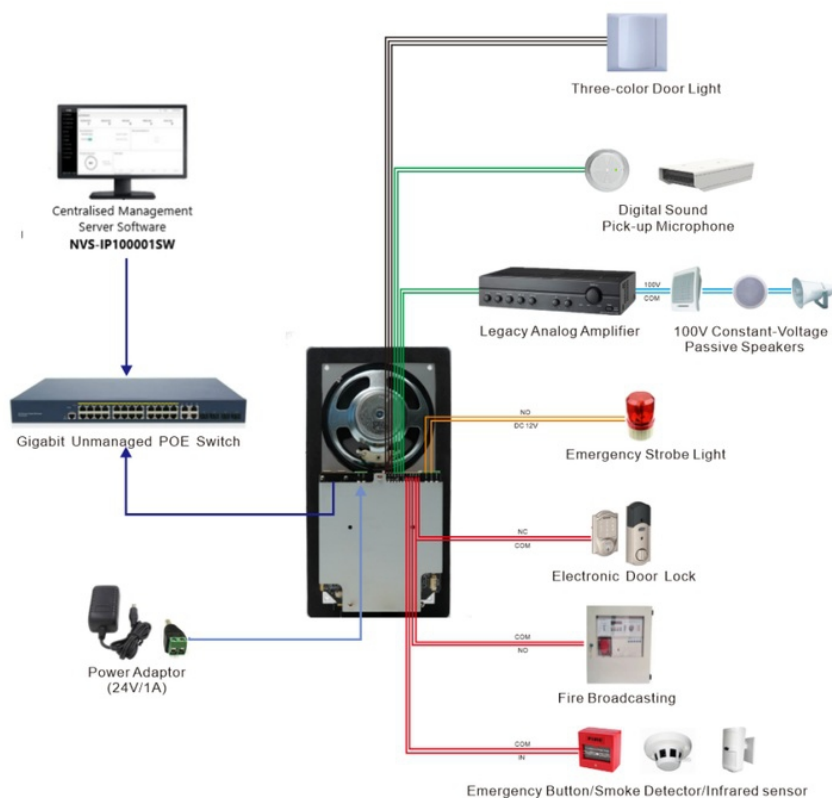 Three-color Door Light
Centralised Management
Server Software
NVS-IP100001SW
Digital Sound
Pick-up Microphone
100V
COM
Legacy Analog Amplifier
100V Constant-Voltage
Passive Speakers
Gigabit Unmanaged POE Switch
NO
DC 12V
Emergency Strobe Light
NC
COM
Electronic Door Lock
Power Adaptor
(24V/1A)
COM
NO
Fire Broadcasting
COM
IN
Emergency Button/Smoke Detector/Infrared sensor